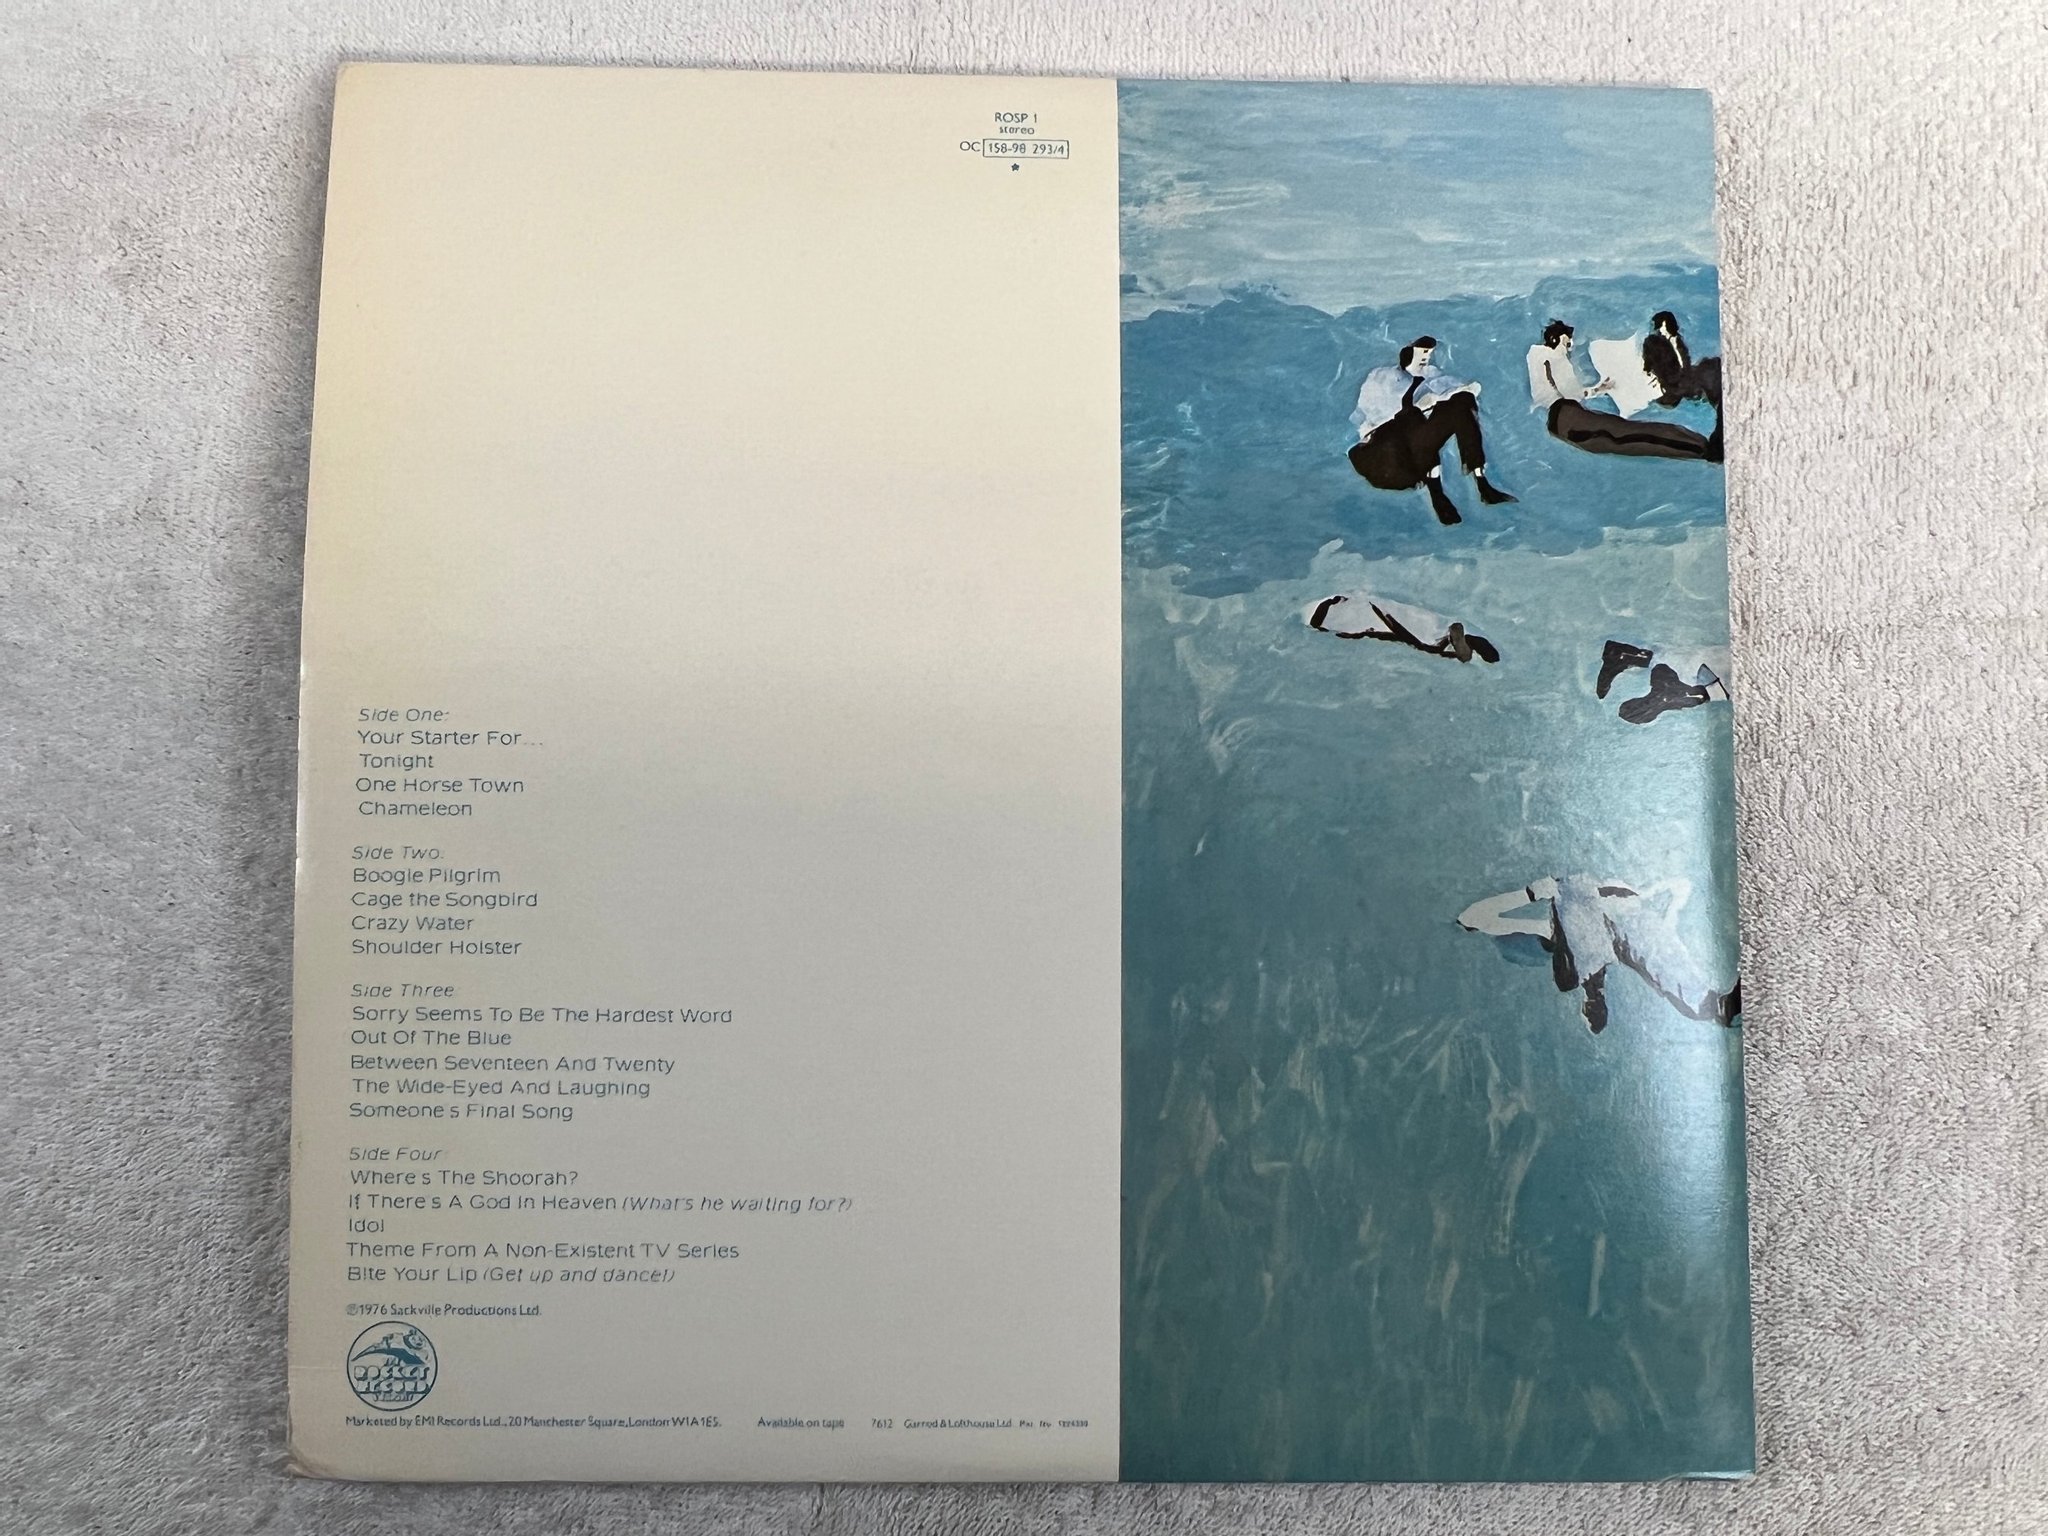 ROSP 1
stereo
OC 158-98 293/4
*
Side One:
Your Starter For...
Tonight
One Horse Town
Chameleon
Side Two:
Boogie Pilgrim
Cage the Songbird
Crazy Water
Shoulder Holster
Side Three:
Sorry Seems To Be The Hardest Word
Out Of The Blue
Between Seventeen And Twenty
The Wide-Eyed And Laughing
Someone's Final Song
Side Four:
Where's The Shoorah?
If There's A God In Heaven (What's he waiting for?)
Idol
Theme From A Non-Existent TV Series
Bite Your Lip (Get up and dance!)
℗1976 Sackville Productions Ltd.
ROCKET
RECORD
Marketed by EMI Records Ltd., 20 Manchester Square, London W1A 1ES. Available on tape 7612 Garrod & Lofthouse Ltd